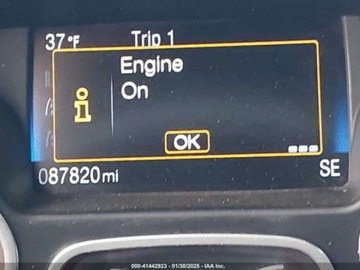 37°F Trip 1
Engine
On
OK
087820mi SE
000-41442923 - 01/30/2025 - IAA, Inc.